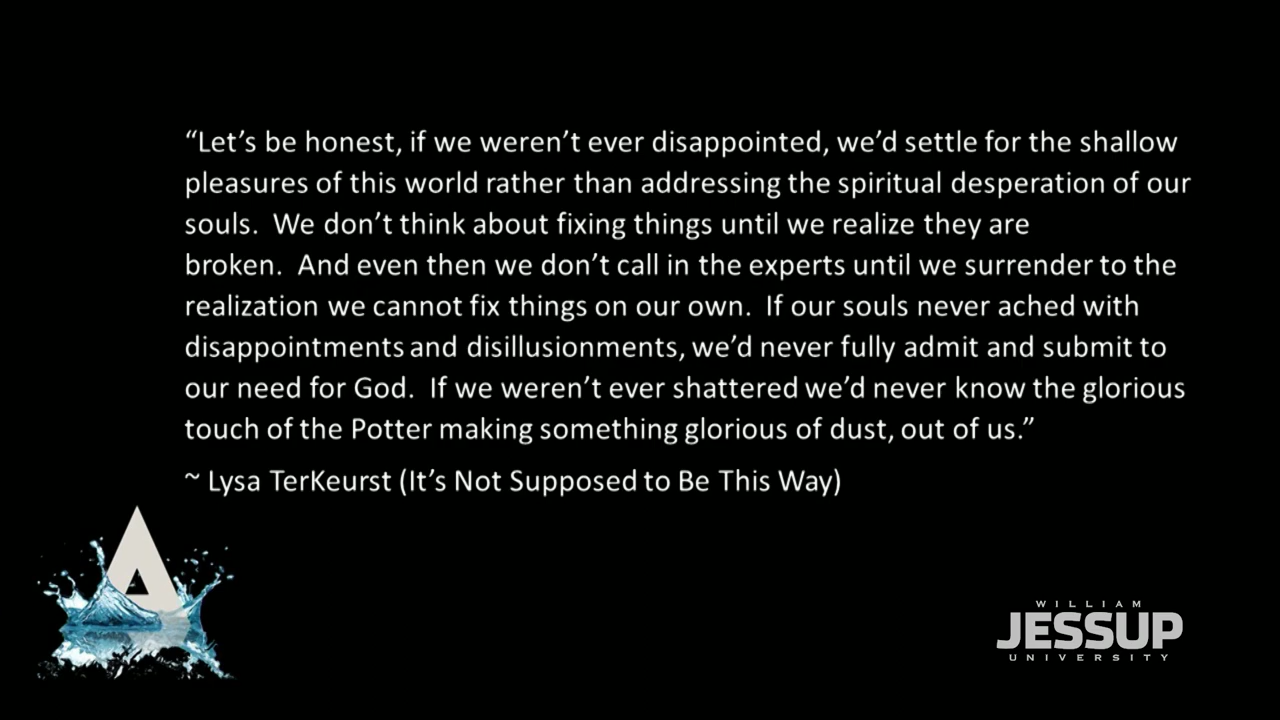 “Let’s be honest, if we weren’t ever disappointed, we’d settle for the shallow
pleasures of this world rather than addressing the spiritual desperation of our
souls.  We don’t think about fixing things until we realize they are
broken.  And even then we don’t call in the experts until we surrender to the
realization we cannot fix things on our own.  If our souls never ached with
disappointments and disillusionments, we’d never fully admit and submit to
our need for God.  If we weren’t ever shattered we’d never know the glorious
touch of the Potter making something glorious of dust, out of us.”
~ Lysa TerKeurst (It’s Not Supposed to Be This Way)
A
WILLIAM
JESSUP
UNIVERSITY